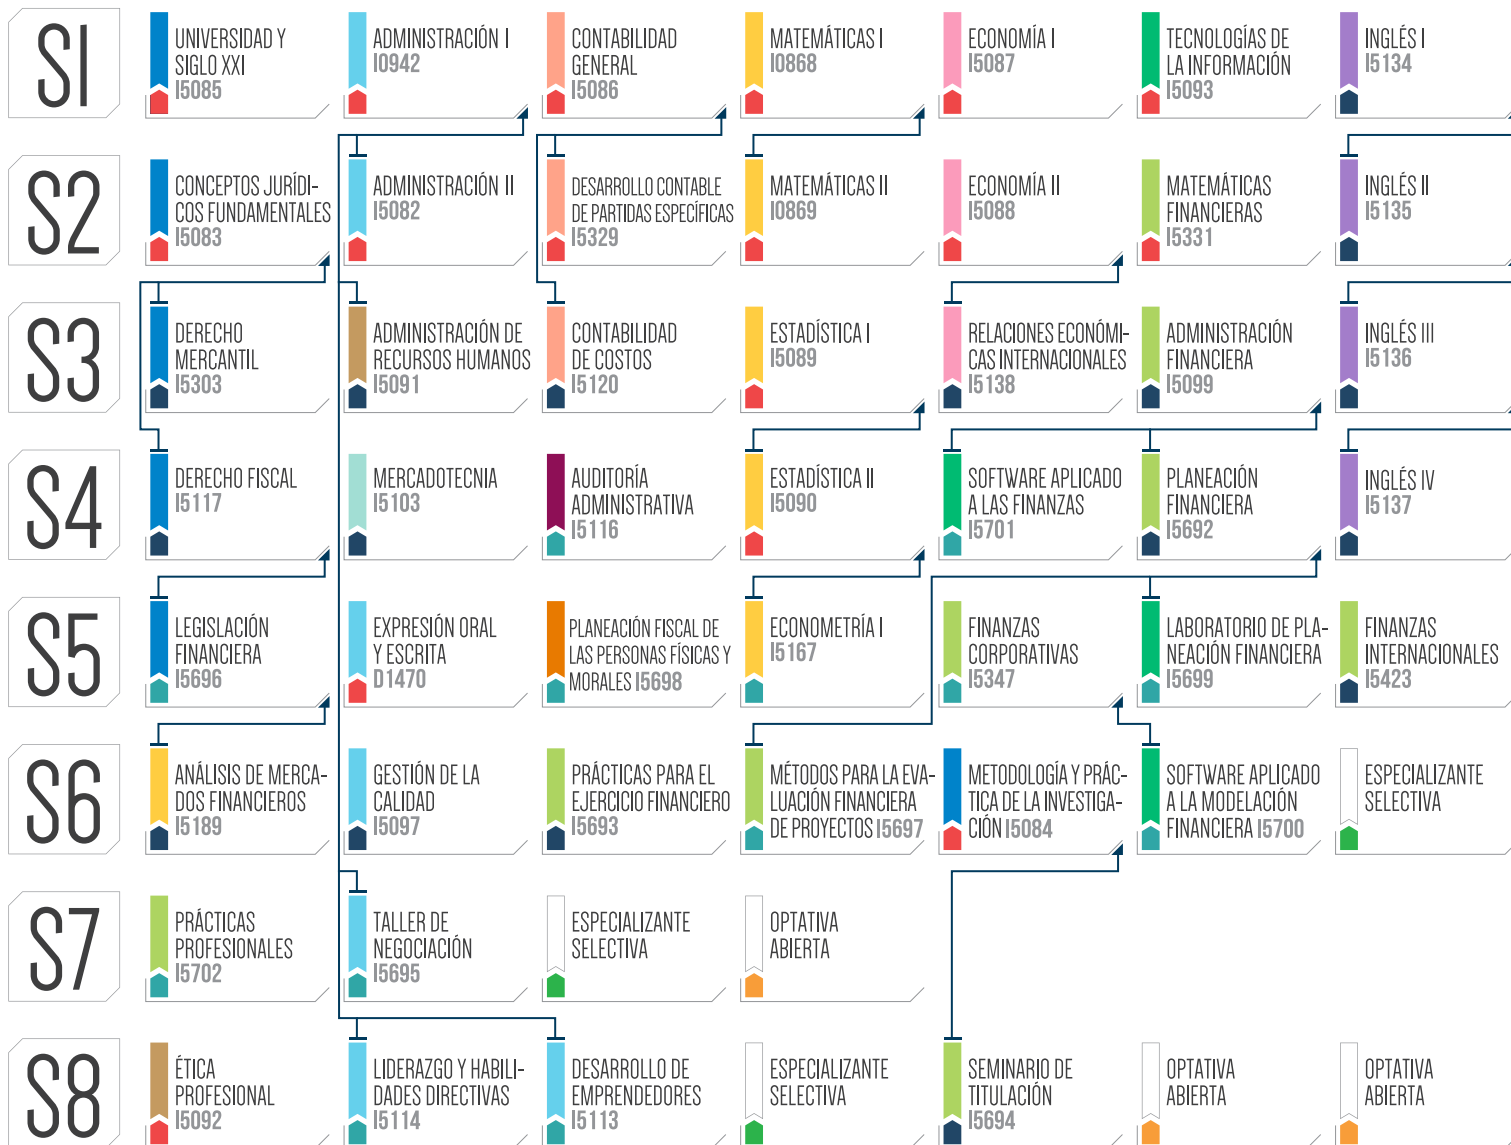 S1
UNIVERSIDAD Y
SIGLO XXI
I5085
ADMINISTRACIÓN I
I0942
CONTABILIDAD
GENERAL
I5086
MATEMÁTICAS I
I0868
ECONOMÍA I
I5087
TECNOLOGÍAS DE
LA INFORMACIÓN
I5093
INGLÉS I
I5134
S2
CONCEPTOS JURÍDI-
COS FUNDAMENTALES
I5083
ADMINISTRACIÓN II
I5082
DESARROLLO CONTABLE
DE PARTIDAS ESPECÍFICAS
I5329
MATEMÁTICAS II
I0869
ECONOMÍA II
I5088
MATEMÁTICAS
FINANCIERAS
I5331
INGLÉS II
I5135
S3
DERECHO
MERCANTIL
I5303
ADMINISTRACIÓN DE
RECURSOS HUMANOS
I5091
CONTABILIDAD
DE COSTOS
I5120
ESTADÍSTICA I
I5089
RELACIONES ECONÓMI-
CAS INTERNACIONALES
I5138
ADMINISTRACIÓN
FINANCIERA
I5099
INGLÉS III
I5136
S4
DERECHO FISCAL
I5117
MERCADOTECNIA
I5103
AUDITORÍA
ADMINISTRATIVA
I5116
ESTADÍSTICA II
I5090
SOFTWARE APLICADO
A LAS FINANZAS
I5701
PLANEACIÓN
FINANCIERA
I5692
INGLÉS IV
I5137
S5
LEGISLACIÓN
FINANCIERA
I5696
EXPRESIÓN ORAL
Y ESCRITA
D1470
PLANEACIÓN FISCAL DE
LAS PERSONAS FÍSICAS Y
MORALES I5698
ECONOMETRÍA I
I5167
FINANZAS
CORPORATIVAS
I5347
LABORATORIO DE PLA-
NEACIÓN FINANCIERA
I5699
FINANZAS
INTERNACIONALES
I5423
S6
ANÁLISIS DE MERCA-
DOS FINANCIEROS
I5189
GESTIÓN DE LA
CALIDAD
I5097
PRÁCTICAS PARA EL
EJERCICIO FINANCIERO
I5693
MÉTODOS PARA LA EVA-
LUACIÓN FINANCIERA
DE PROYECTOS I5697
METODOLOGÍA Y PRÁC-
TICA DE LA INVESTIGA-
CIÓN I5084
SOFTWARE APLICADO
A LA MODELACIÓN
FINANCIERA I5700
ESPECIALIZANTE
SELECTIVA
S7
PRÁCTICAS
PROFESIONALES
I5702
TALLER DE
NEGOCIACIÓN
I5695
ESPECIALIZANTE
SELECTIVA
OPTATIVA
ABIERTA
S8
ÉTICA
PROFESIONAL
I5092
LIDERAZGO Y HABILI-
DADES DIRECTIVAS
I5114
DESARROLLO DE
EMPRENDEDORES
I5113
ESPECIALIZANTE
SELECTIVA
SEMINARIO DE
TITULACIÓN
I5694
OPTATIVA
ABIERTA
OPTATIVA
ABIERTA